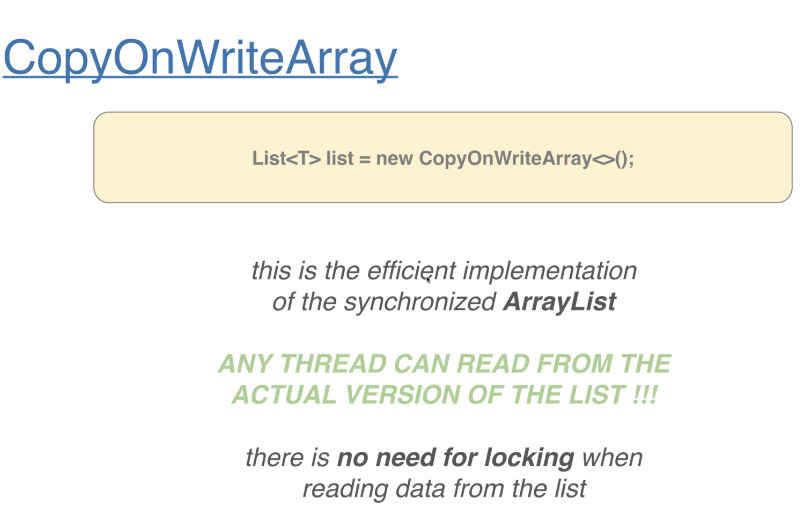 CopyOnWriteArray
List<T> list = new CopyOnWriteArray<>();
this is the efficient implementation
of the synchronized ArrayList
ANY THREAD CAN READ FROM THE
ACTUAL VERSION OF THE LIST !!!
there is no need for locking when
reading data from the list